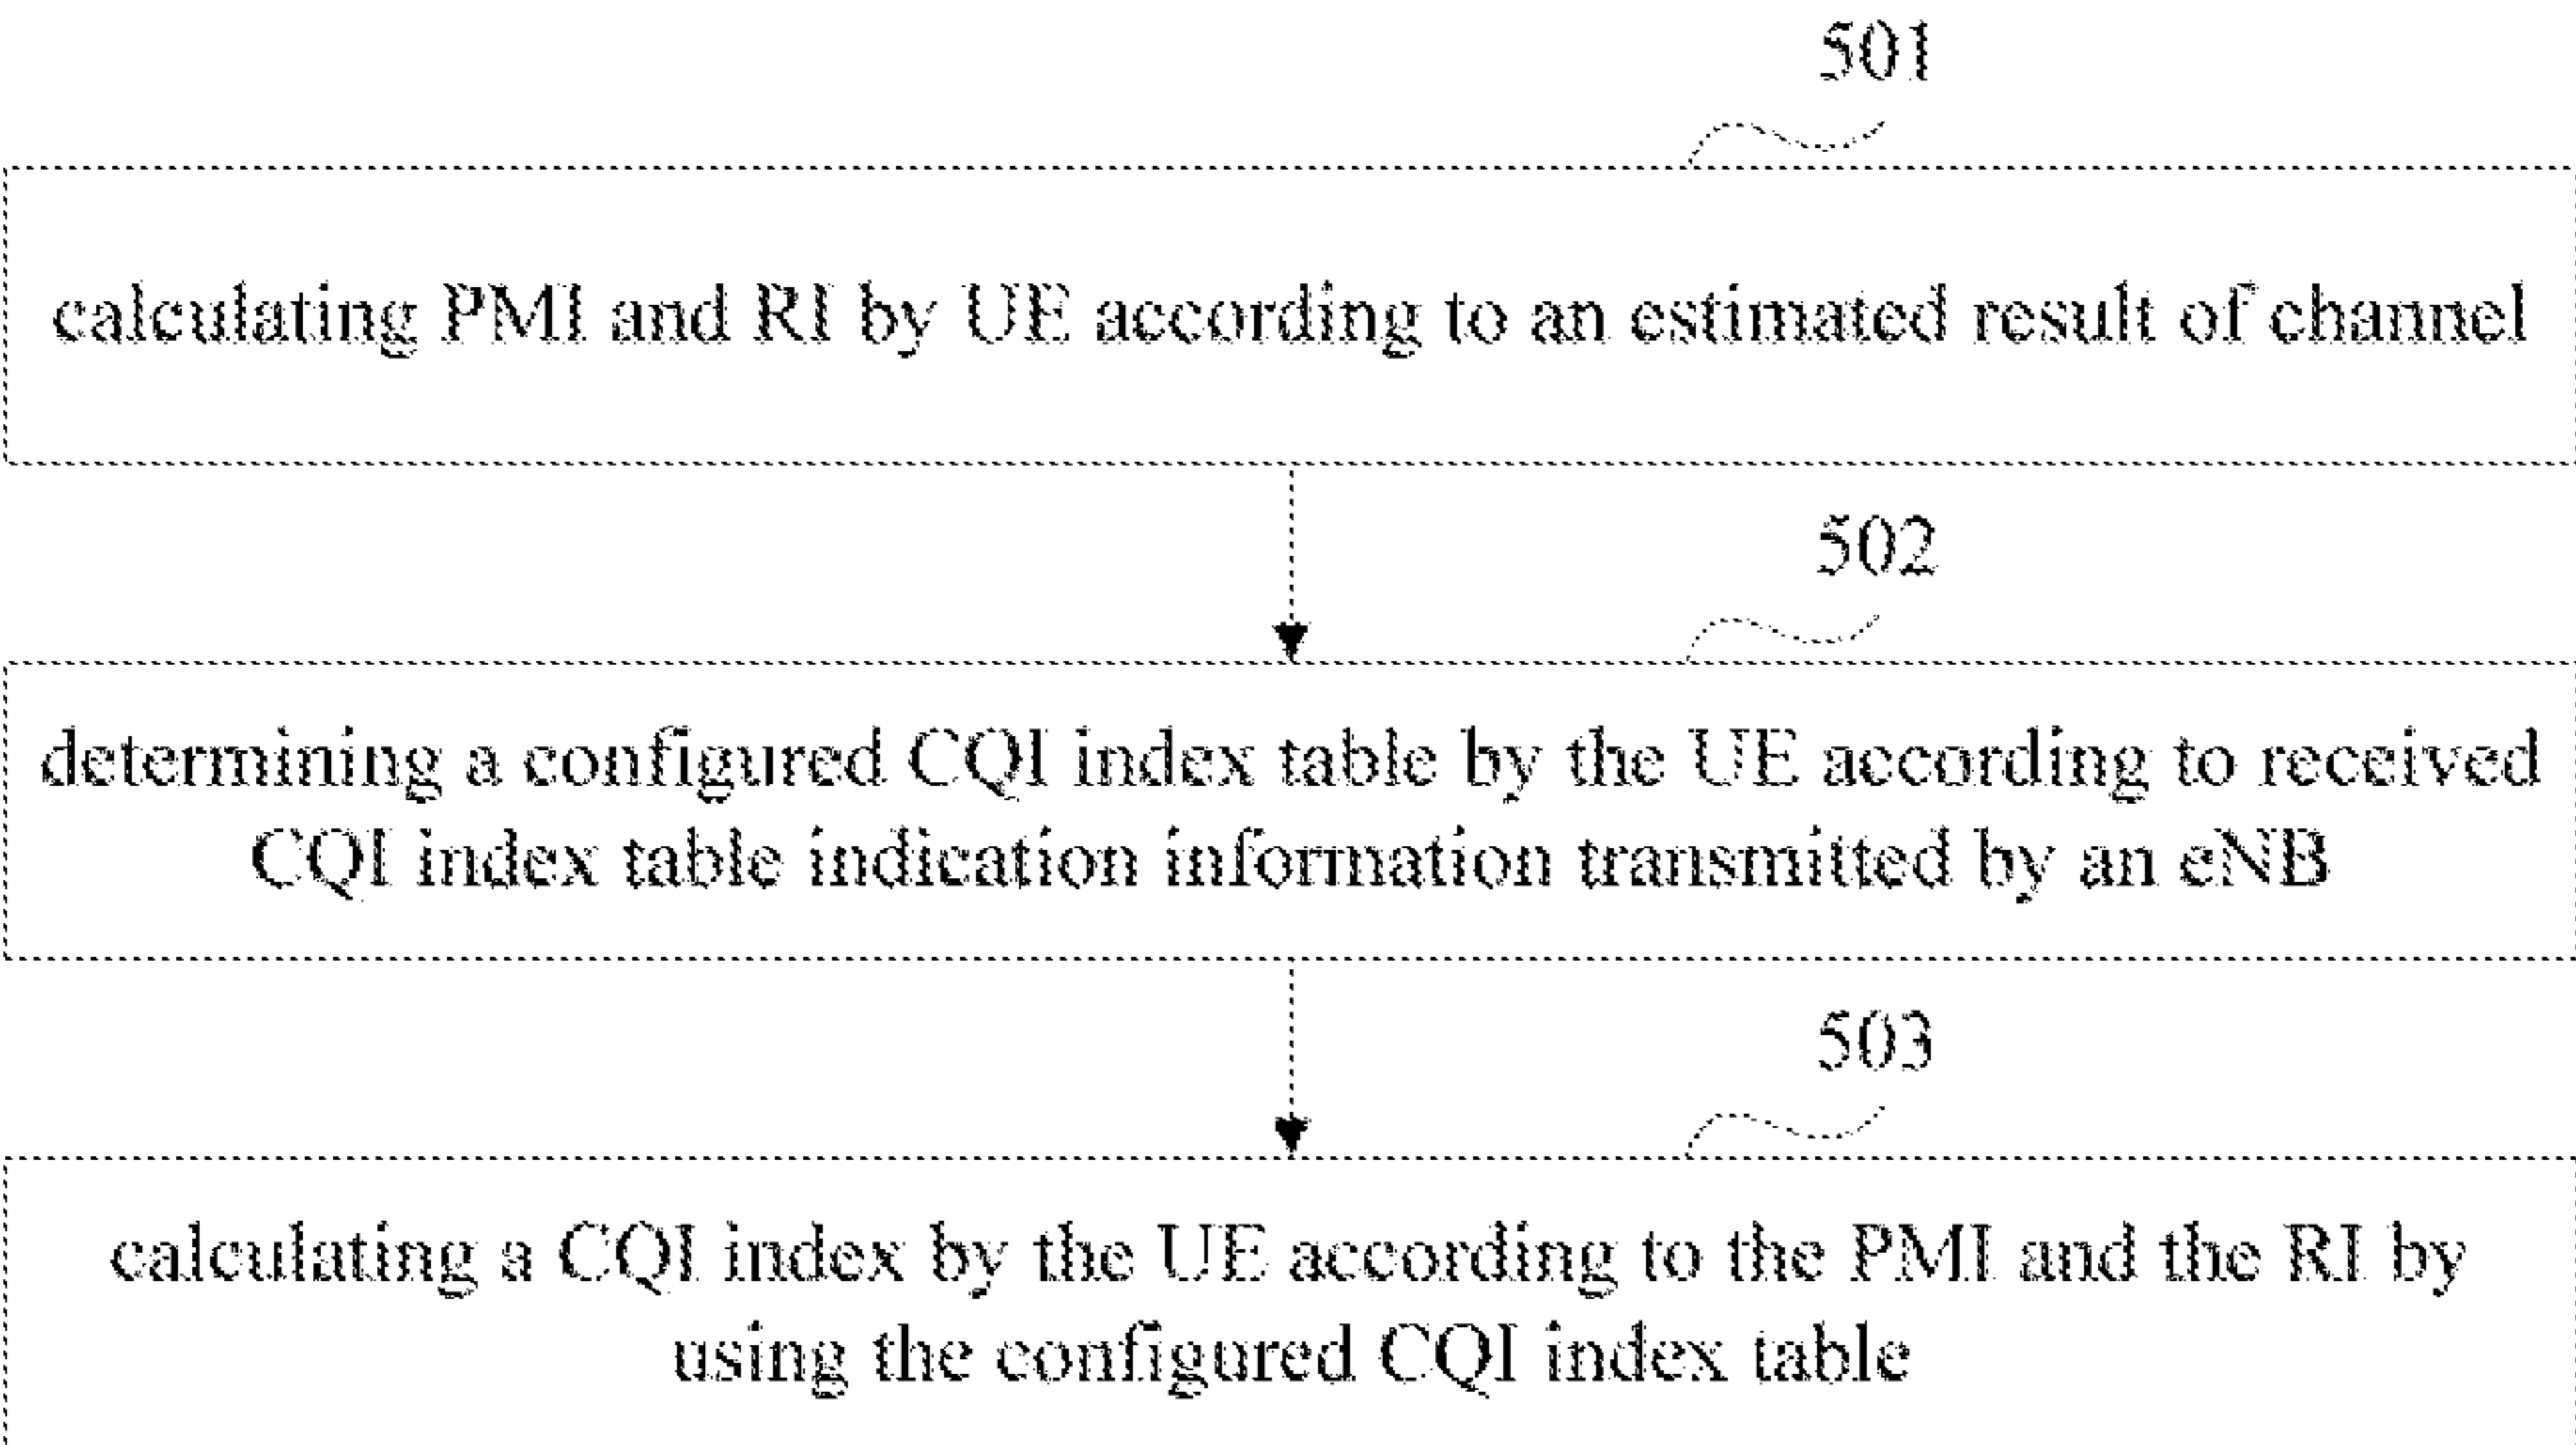 501
calculating PMI and RI by UE according to an estimated result of channel
502
determining a configured CQI index table by the UE according to received
CQI index table indication information transmitted by an eNB
503
calculating a CQI index by the UE according to the PMI and the RI by
using the configured CQI index table